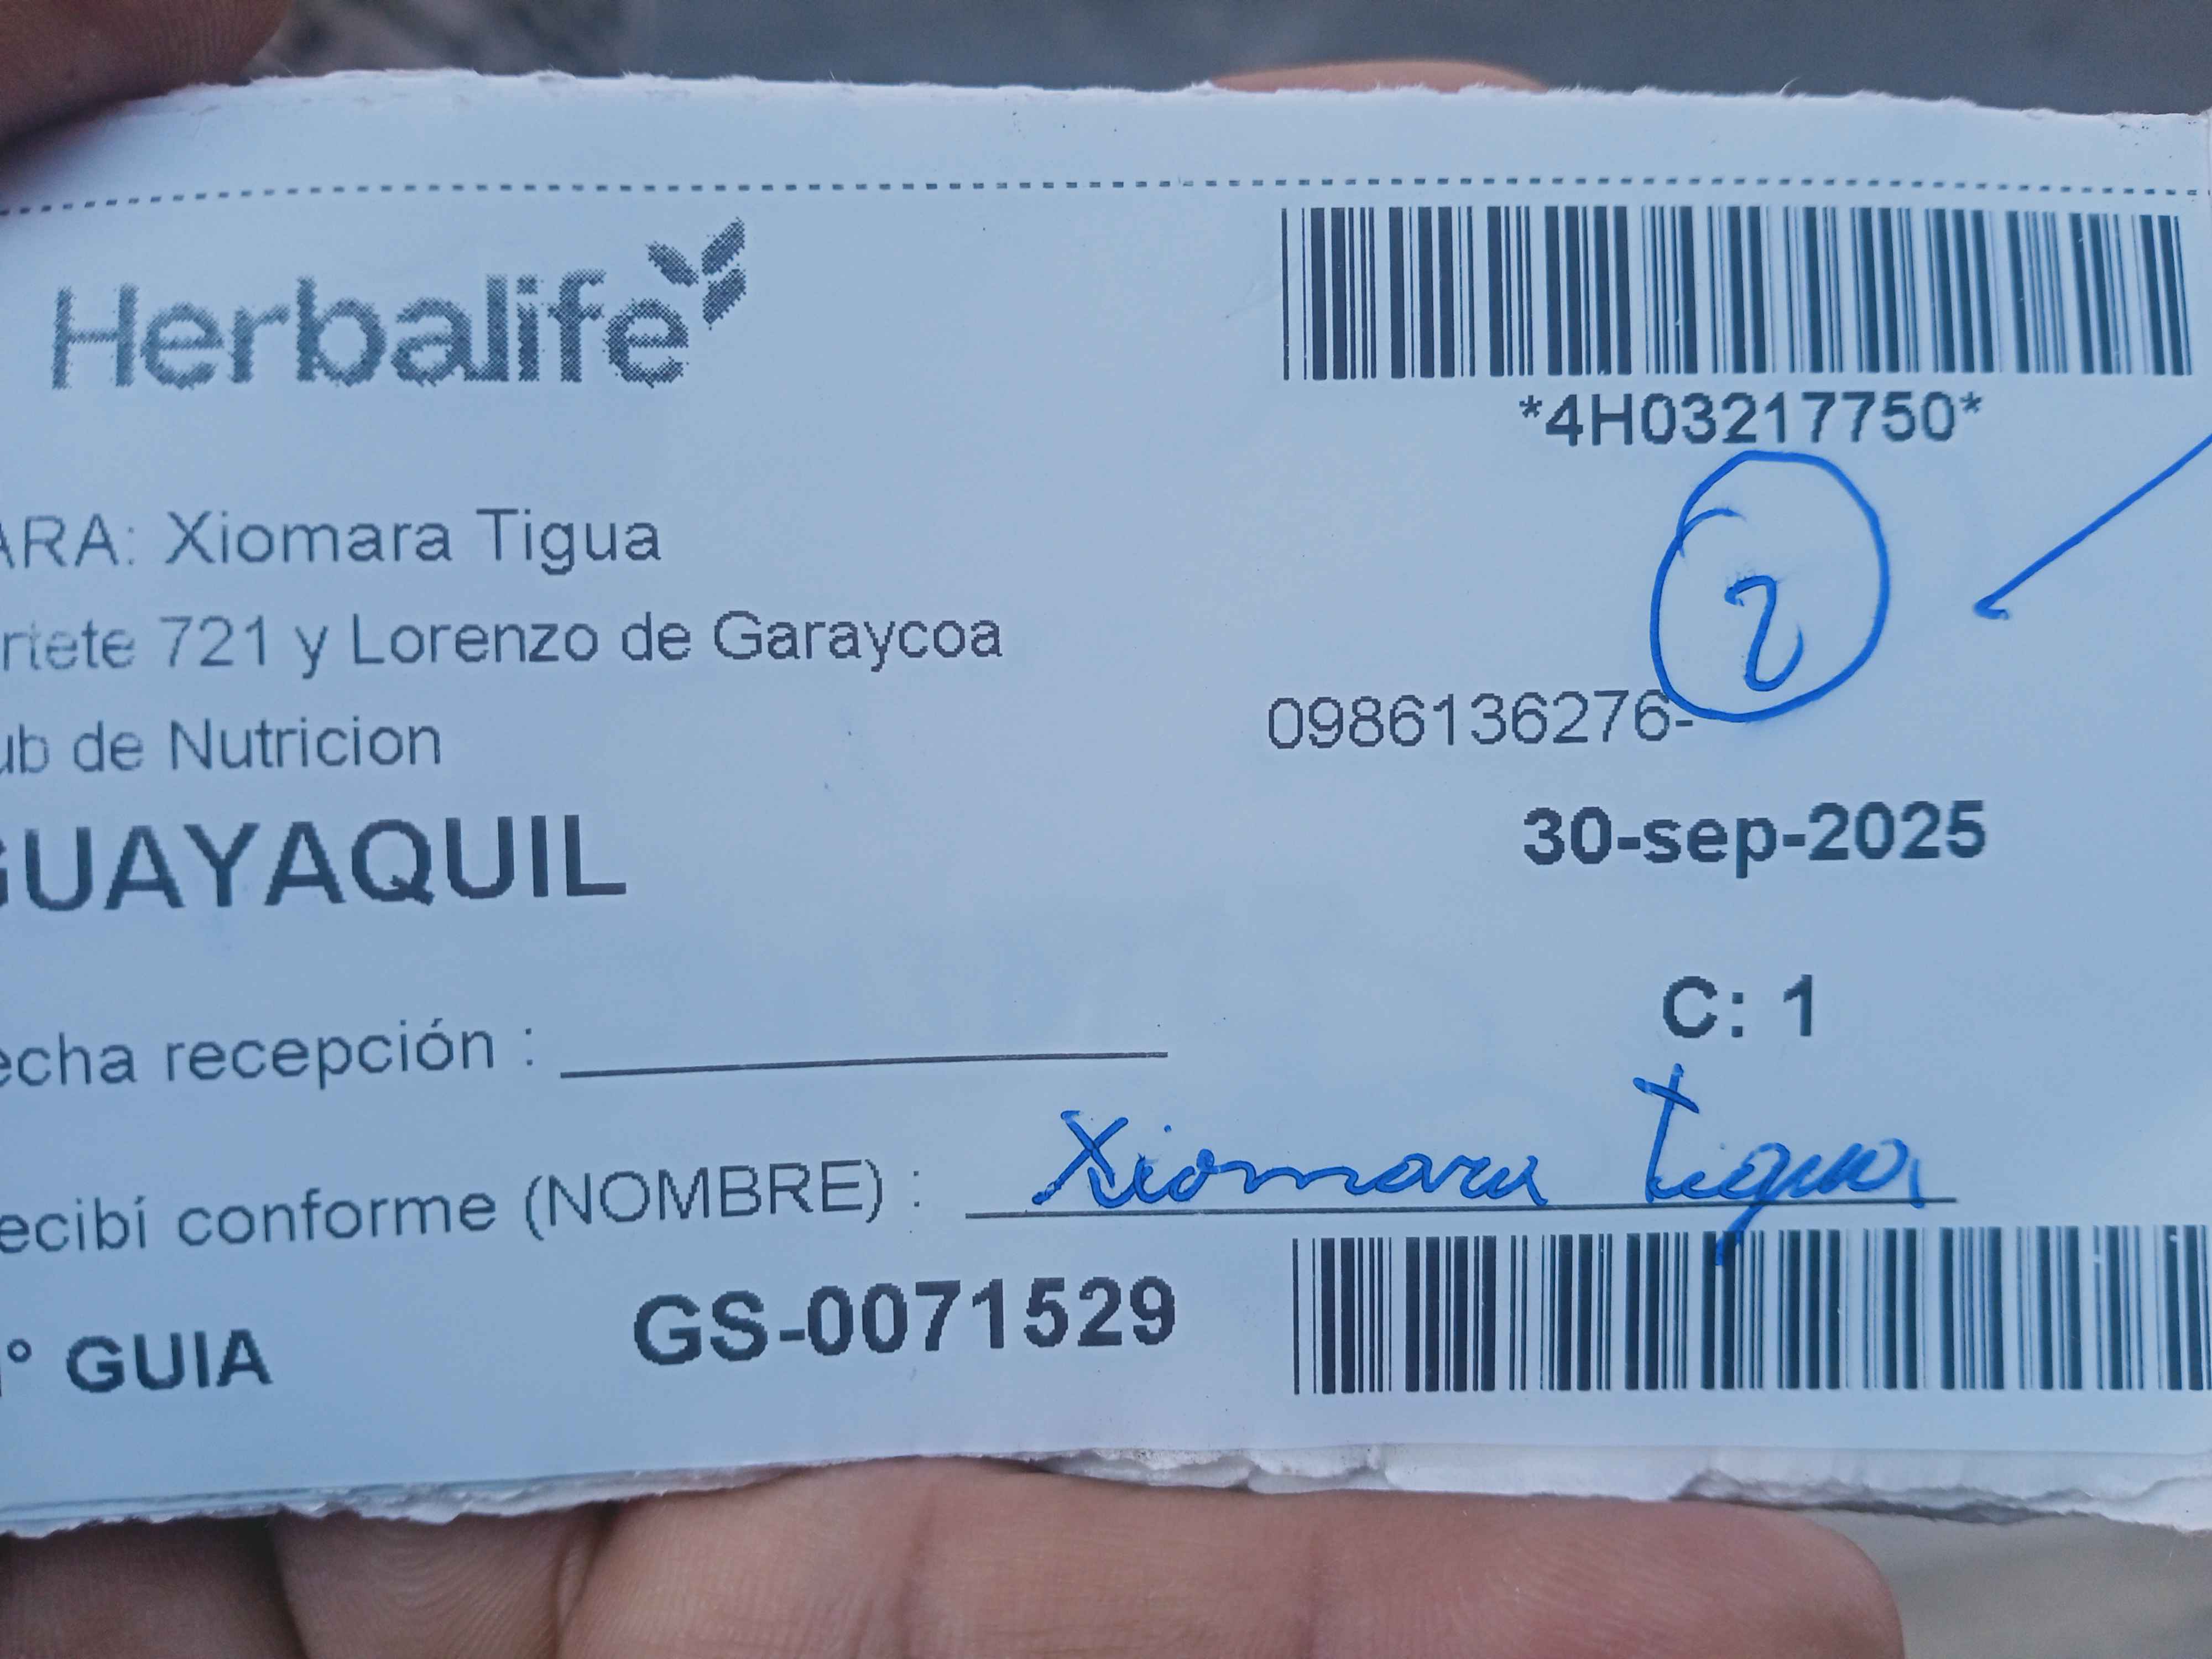 Herbalife
*4H03217750*
2
ARA: Xiomara Tigua
rtete 721 y Lorenzo de Garaycoa
0986136276-
ub de Nutricion
GUAYAQUIL
30-sep-2025
C: 1
echa recepción :
ecibí conforme (NOMBRE) : Xiomara Tigua
° GUIA GS-0071529